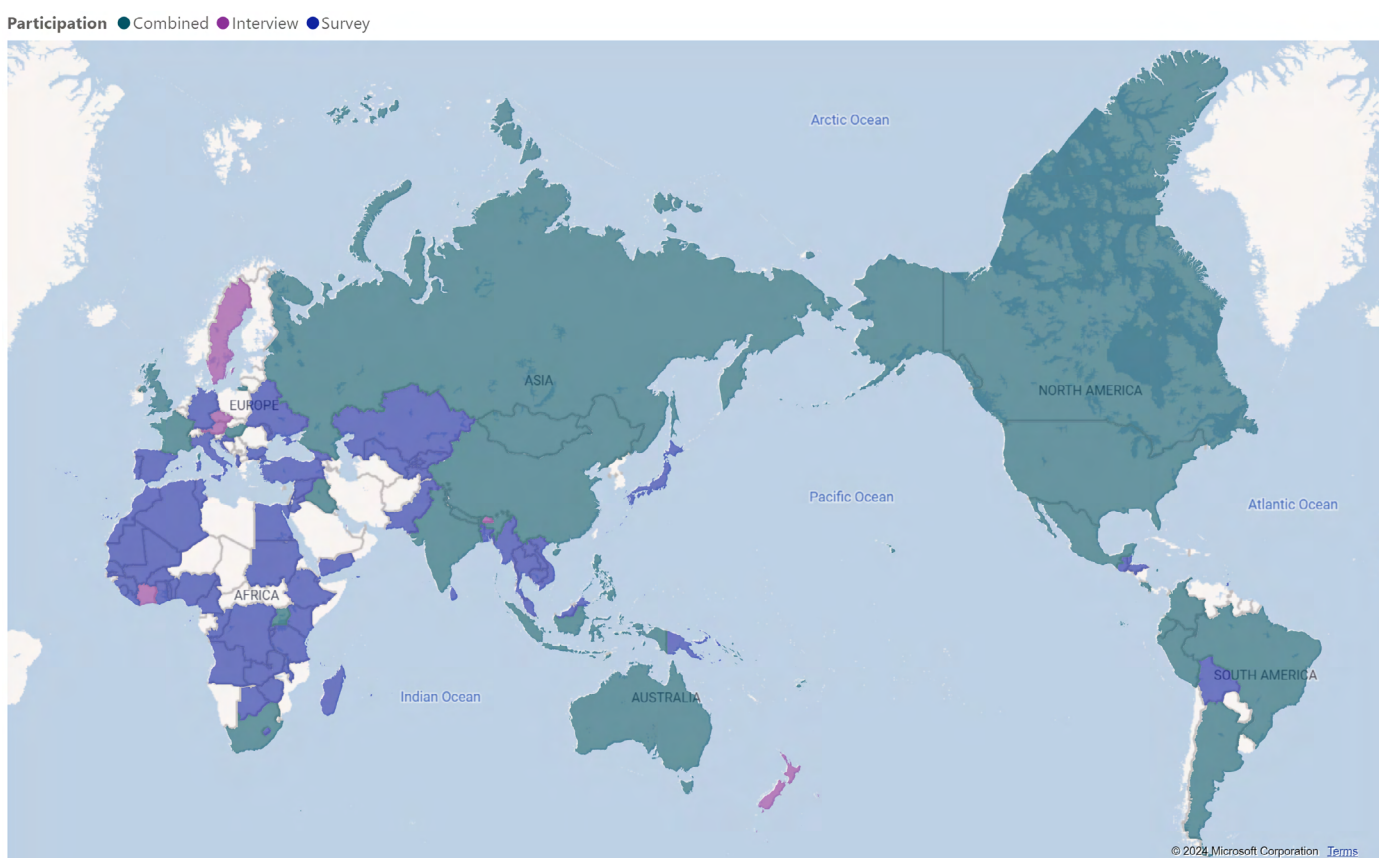 Participation Combined Interview Survey
Arctic Ocean
ASIA
NORTH AMERICA
EUROPE
Pacific Ocean
Atlantic Ocean
AFRICA
SOUTH AMERICA
Indian Ocean
AUSTRALIA
© 2024 Microsoft Corporation Terms